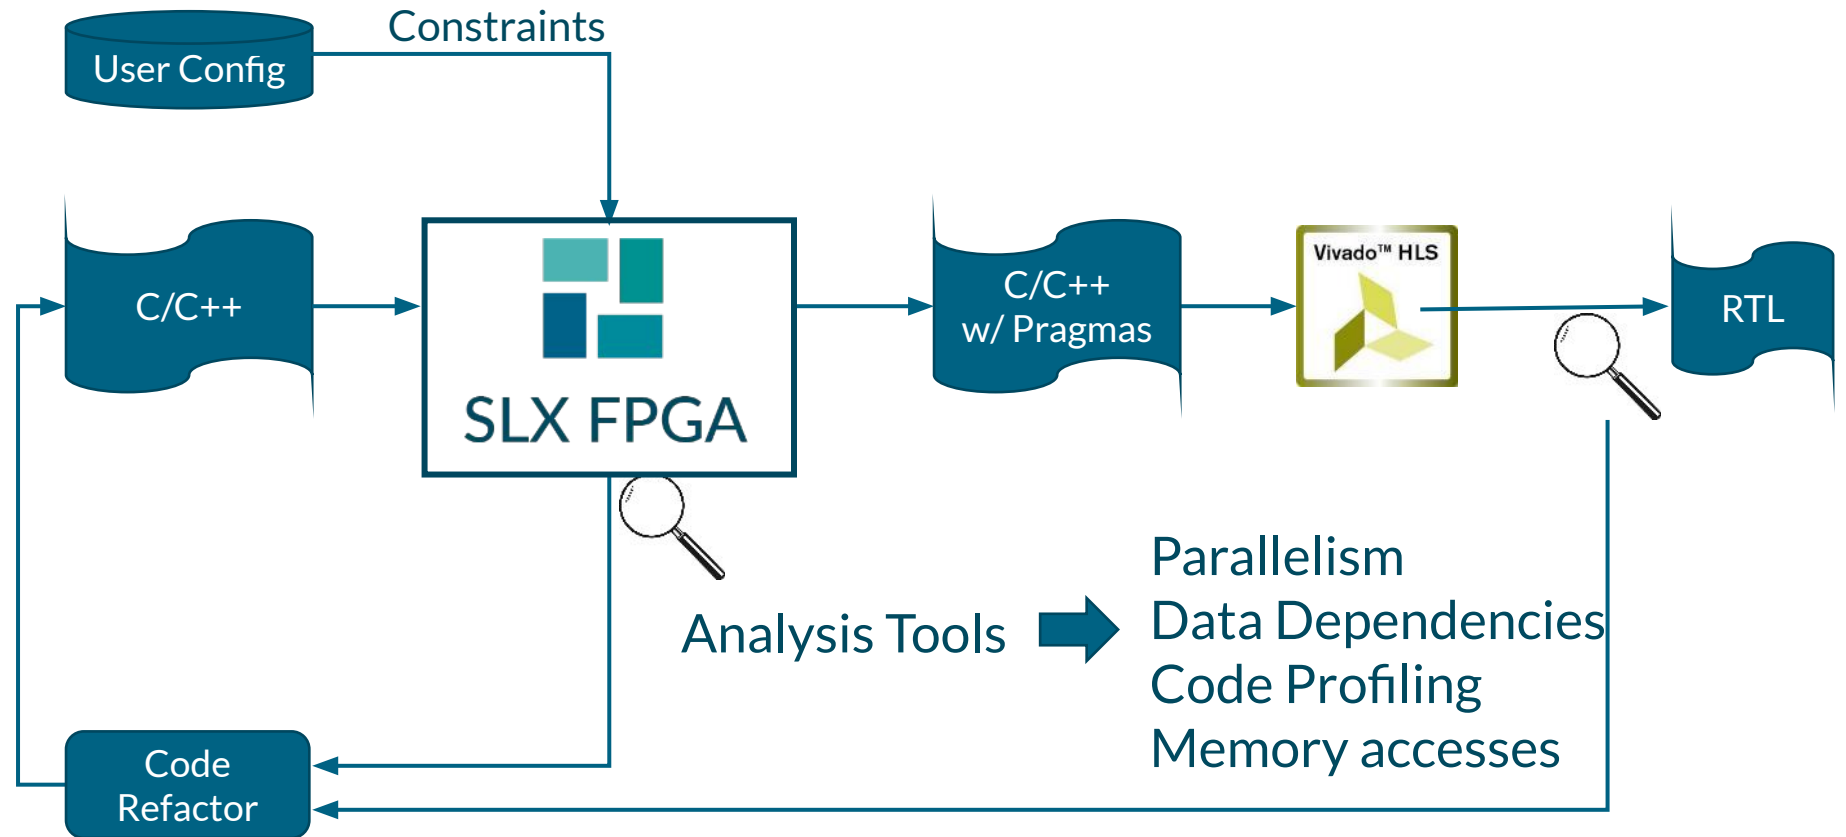 Constraints
User Config
C/C++
SLX FPGA
C/C++
w/ Pragmas
Vivado™ HLS
RTL
Analysis Tools
Parallelism
Data Dependencies
Code Profiling
Memory accesses
Code
Refactor